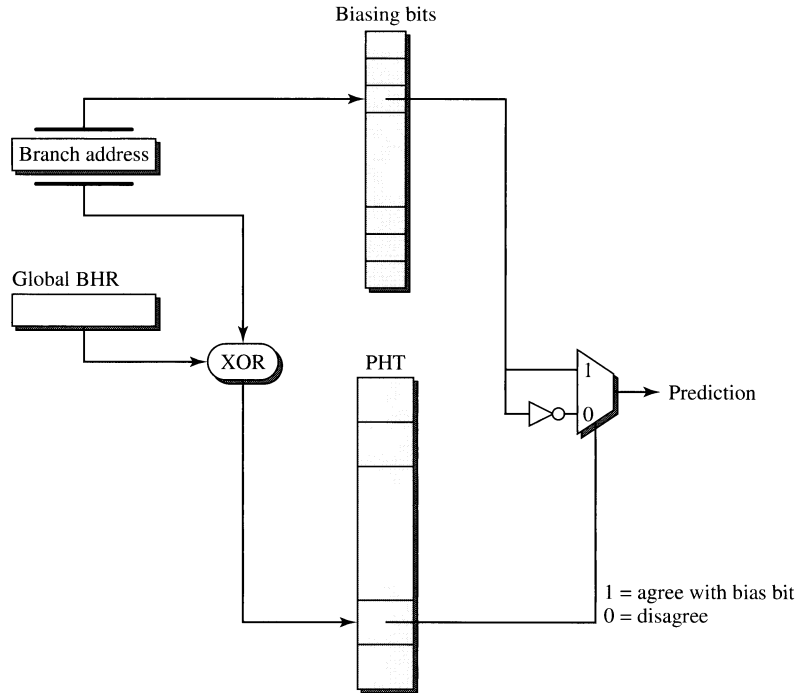 Biasing bits
Branch address
Global BHR
XOR
PHT
1
0
Prediction
1 = agree with bias bit
0 = disagree